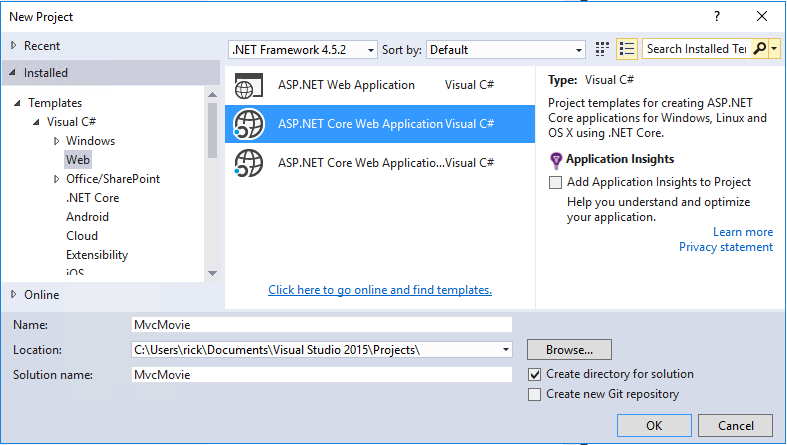 New Project
Recent
.NET Framework 4.5.2
Sort by:
Default
Search Installed Ter
Installed
Templates
Visual C#
Windows
Web
Office/SharePoint
.NET Core
Android
Cloud
Extensibility
iOS
Online
ASP.NET Web Application Visual C#
ASP.NET Core Web Application Visual C#
ASP.NET Core Web Applicatio... Visual C#
Click here to go online and find templates.
Type: Visual C#
Project templates for creating ASP.NET
Core applications for Windows, Linux and
OS X using .NET Core.
Application Insights
Add Application Insights to Project
Help you understand and optimize
your application.
Learn more
Privacy statement
Name: MvcMovie
Location: C:\Users\rick\Documents\Visual Studio 2015\Projects\
Browse...
Solution name: MvcMovie
Create directory for solution
Create new Git repository
OK
Cancel